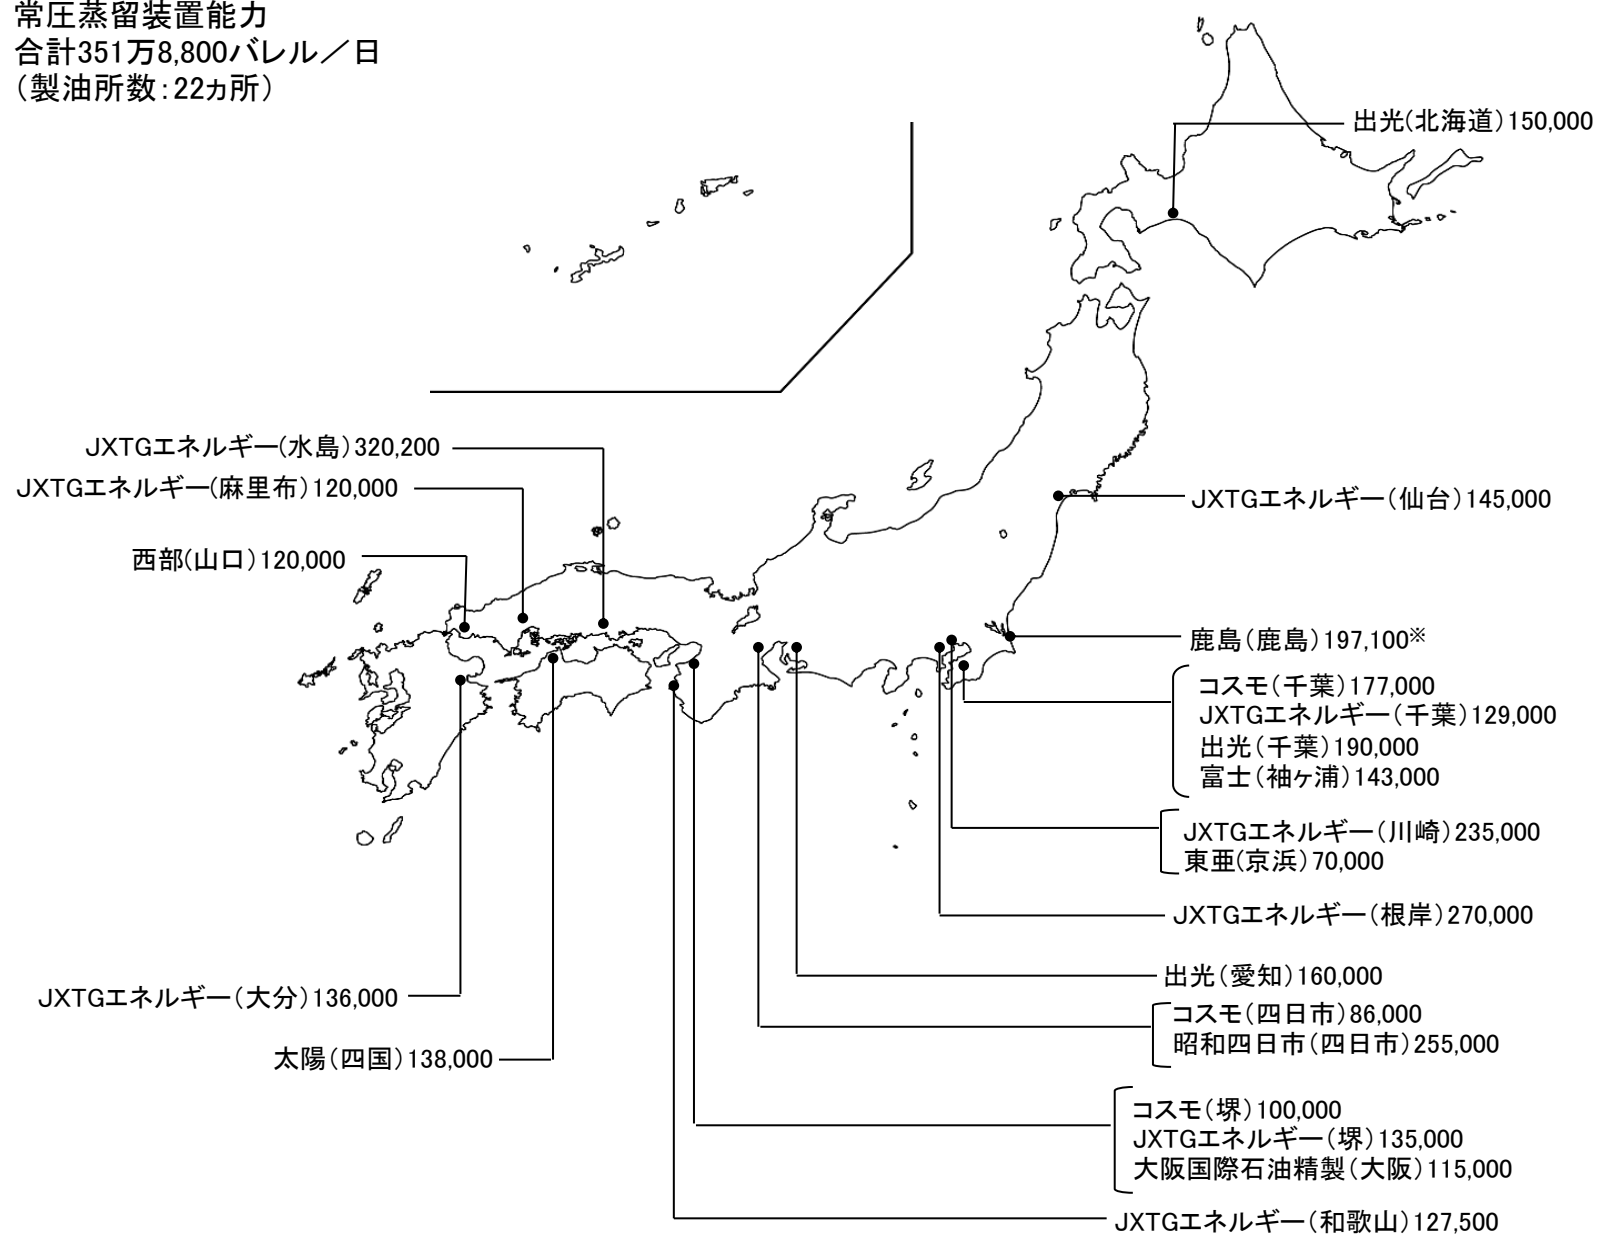 常圧蒸留装置能力
合計351万8,800バレル／日
（製油所数：22ヵ所）
出光（北海道）150,000
JXTGエネルギー（水島）320,200
JXTGエネルギー（麻里布）120,000
西部（山口）120,000
JXTGエネルギー（仙台）145,000
鹿島（鹿島）197,100※
コスモ（千葉）177,000
JXTGエネルギー（千葉）129,000
出光（千葉）190,000
富士（袖ヶ浦）143,000
JXTGエネルギー（川崎）235,000
東亜（京浜）70,000
JXTGエネルギー（根岸）270,000
出光（愛知）160,000
コスモ（四日市）86,000
昭和四日市（四日市）255,000
JXTGエネルギー（大分）136,000
太陽（四国）138,000
コスモ（堺）100,000
JXTGエネルギー（堺）135,000
大阪国際石油精製（大阪）115,000
JXTGエネルギー（和歌山）127,500